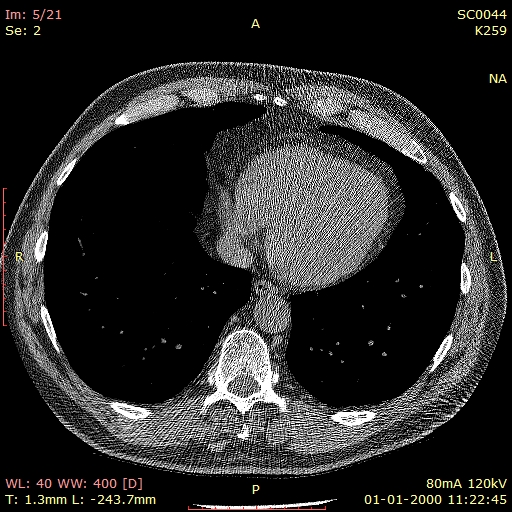 Im: 5/21
Se: 2
A
SC0044
K259
NA
R
L
WL: 40 WW: 400 [D]
T: 1.3mm L: -243.7mm
P
80mA 120kV
01-01-2000 11:22:45